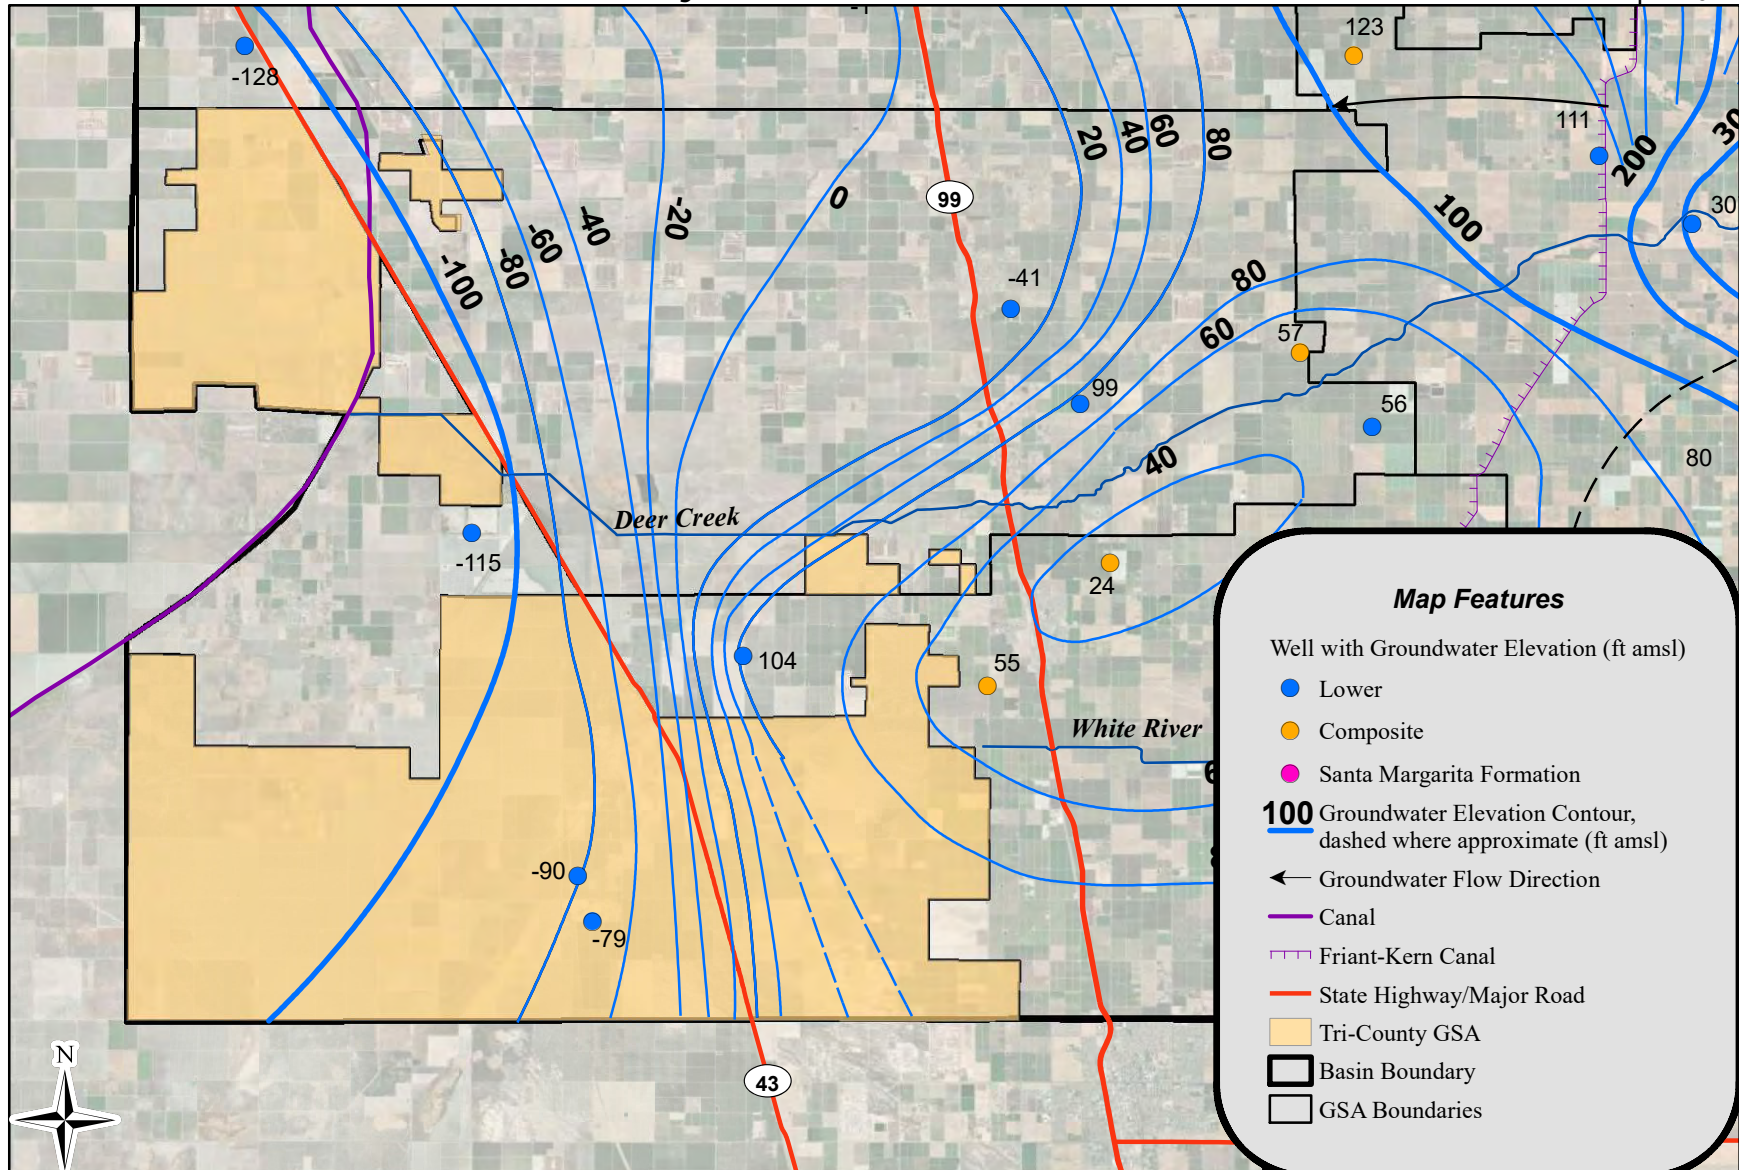 123
-128
111
20
40
60
80
200
30
-20
-40
-60
-80
-100
0
99
100
-41
80
60
57
99
56
40
80
Deer Creek
-115
24
104
55
White River
-90
-79
43
N
Map Features
Well with Groundwater Elevation (ft amsl)
Lower
Composite
Santa Margarita Formation
100 Groundwater Elevation Contour,
dashed where approximate (ft amsl)
Groundwater Flow Direction
Canal
Friant-Kern Canal
State Highway/Major Road
Tri-County GSA
Basin Boundary
GSA Boundaries